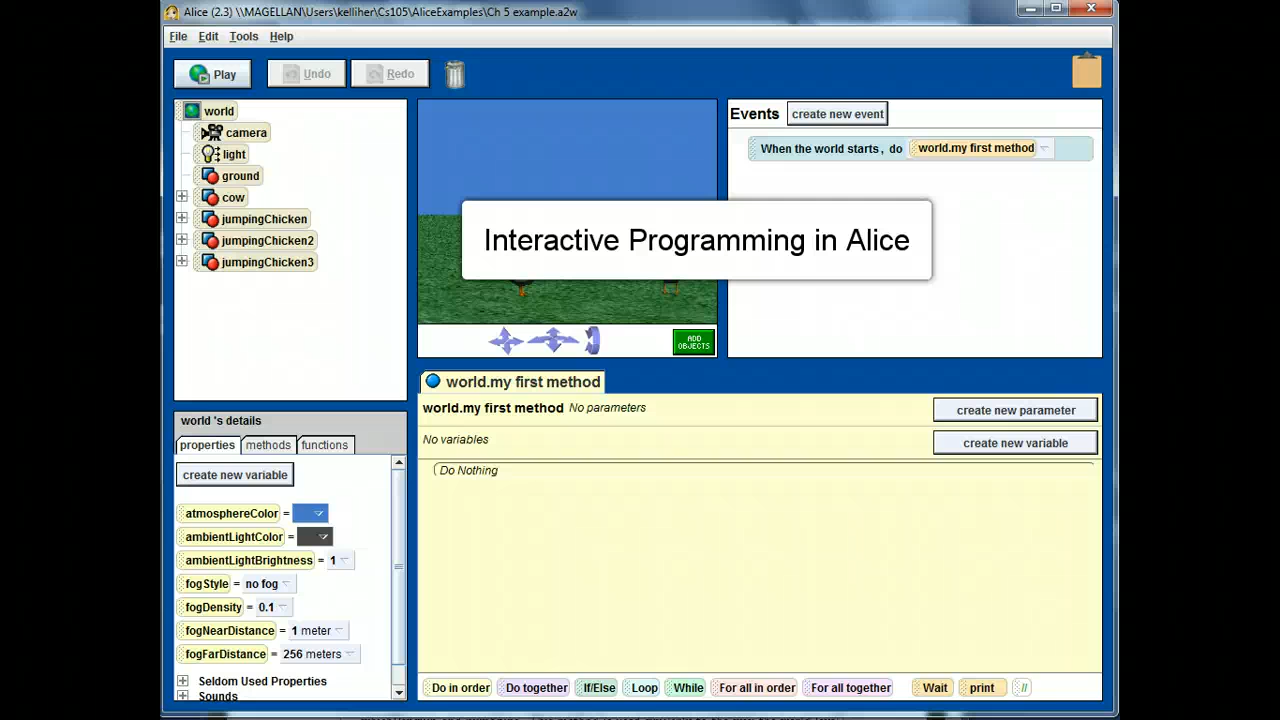 Alice (2.3) \\MAGELLAN\Users\kelliher\Cs105\AliceExamples\Ch 5 example.a2w
File Edit Tools Help
Play Undo Redo
world
camera
light
ground
cow
jumpingChicken
jumpingChicken2
jumpingChicken3
ADD
OBJECTS
Events create new event
When the world starts, do world.my first method
Interactive Programming in Alice
world 's details
properties methods functions
create new variable
atmosphereColor =
ambientLightColor =
ambientLightBrightness = 1
fogStyle = no fog
fogDensity = 0.1
fogNearDistance = 1 meter
fogFarDistance = 256 meters
Seldom Used Properties
Sounds
world.my first method
world.my first method No parameters create new parameter
No variables create new variable
Do Nothing
Do in order Do together If/Else Loop While For all in order For all together Wait print //